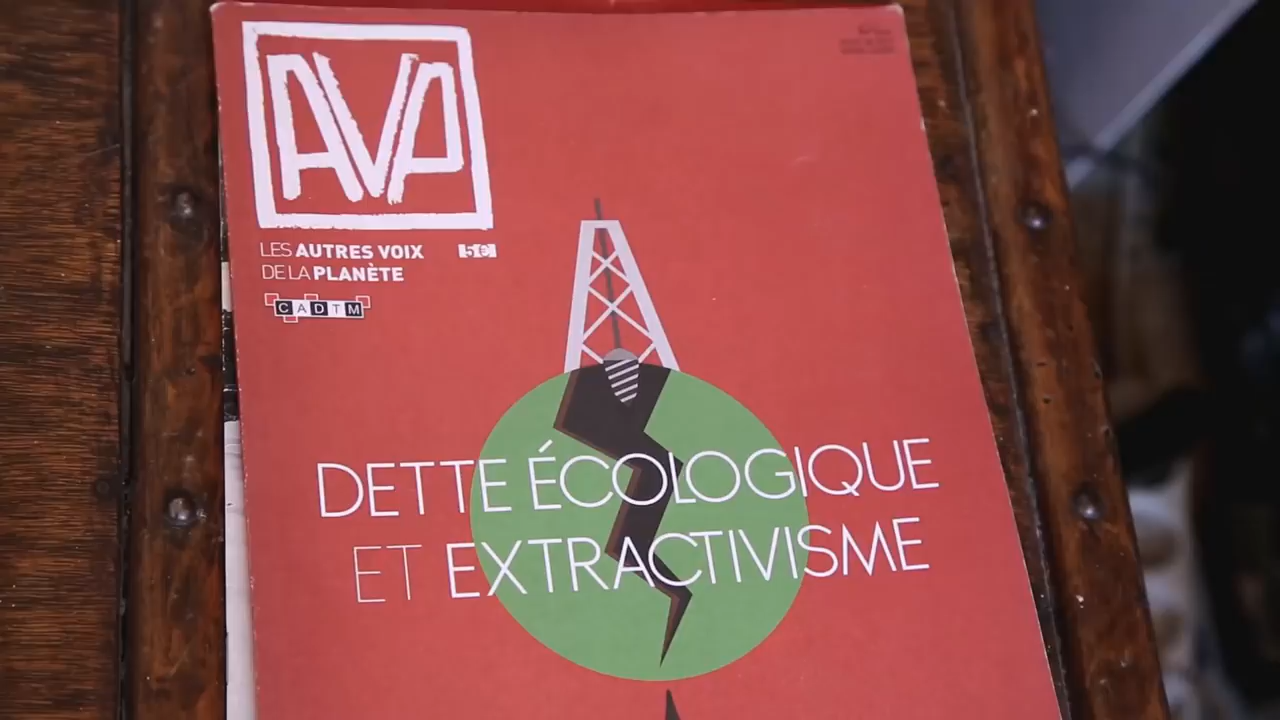 AVP
LES AUTRES VOIX 5€
DE LA PLANÈTE
CADTM
DETTE ÉCOLOGIQUE
ET EXTRACTIVISME